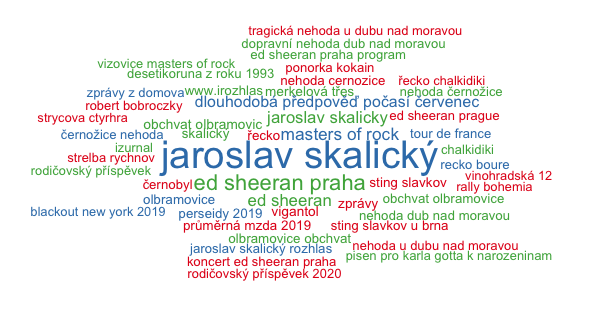 tragická nehoda u dubu nad moravou
dopravní nehoda dub nad moravou
ed sheeran praha program
vizovice masters of rock
ponorka kokain
desetikoruna z roku 1993
nehoda cernozice
řecko chalkidiki
zprávy z domova
www.irozhlas
merkelová třes
nehoda černožice
robert bobroczky
dlouhodobá předpověď počasí červenec
strycova ctyrhra
obchvat olbramovic
jaroslav skalicky
ed sheeran prague
černožice nehoda
skalický
řecko
masters of rock
tour de france
izurnal
jaroslav skalický
chalkidiki
strelba rychnov
recko boure
rodičovský příspěvek
černobyl
ed sheeran praha
sting slavkov
vinohradská 12
rally bohemia
olbramovice
ed sheeran
zprávy
obchvat olbramovice
blackout new york 2019
perseidy 2019
vigantol
nehoda dub nad moravou
průměrná mzda 2019
sting slavkov u brna
olbramovice obchvat
jaroslav skalický rozhlas
nehoda u dubu nad moravou
koncert ed sheeran praha
pisen pro karla gotta k narozeninam
rodičovský příspěvek 2020